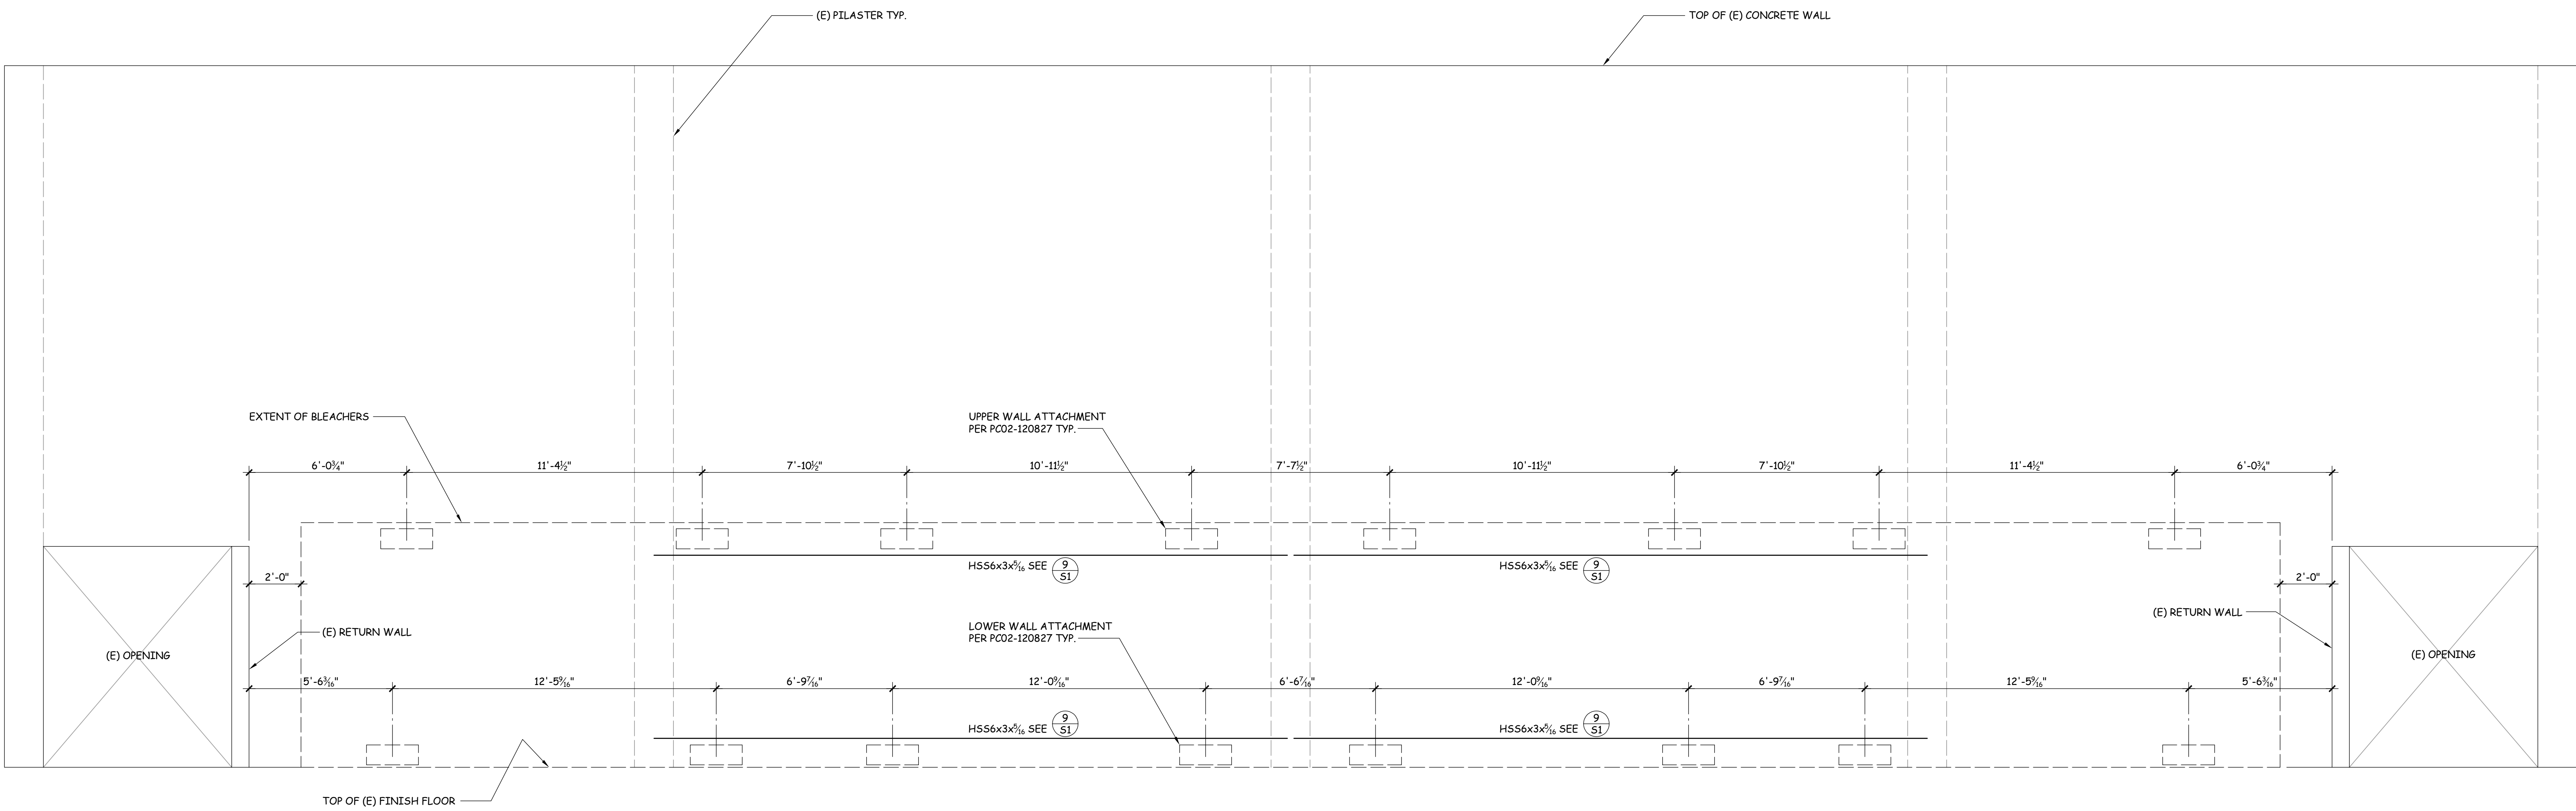 (E) PILASTER TYP.
TOP OF (E) CONCRETE WALL
EXTENT OF BLEACHERS
UPPER WALL ATTACHMENT
PER PC02-120827 TYP.
6'-0¾"
11'-4½"
7'-10½"
10'-11½"
7'-7½"
10'-11½"
7'-10½"
11'-4½"
6'-0¾"
HSS6x3x5⁄16 SEE
9
S1
HSS6x3x5⁄16 SEE
9
S1
2'-0"
2'-0"
(E) RETURN WALL
LOWER WALL ATTACHMENT
PER PC02-120827 TYP.
(E) RETURN WALL
(E) OPENING
(E) OPENING
5'-6 3⁄16"
12'-5 9⁄16"
6'-9 7⁄16"
12'-0 9⁄16"
6'-6 7⁄16"
12'-0 9⁄16"
6'-9 7⁄16"
12'-5 9⁄16"
5'-6 3⁄16"
HSS6x3x5⁄16 SEE
9
S1
HSS6x3x5⁄16 SEE
9
S1
TOP OF (E) FINISH FLOOR